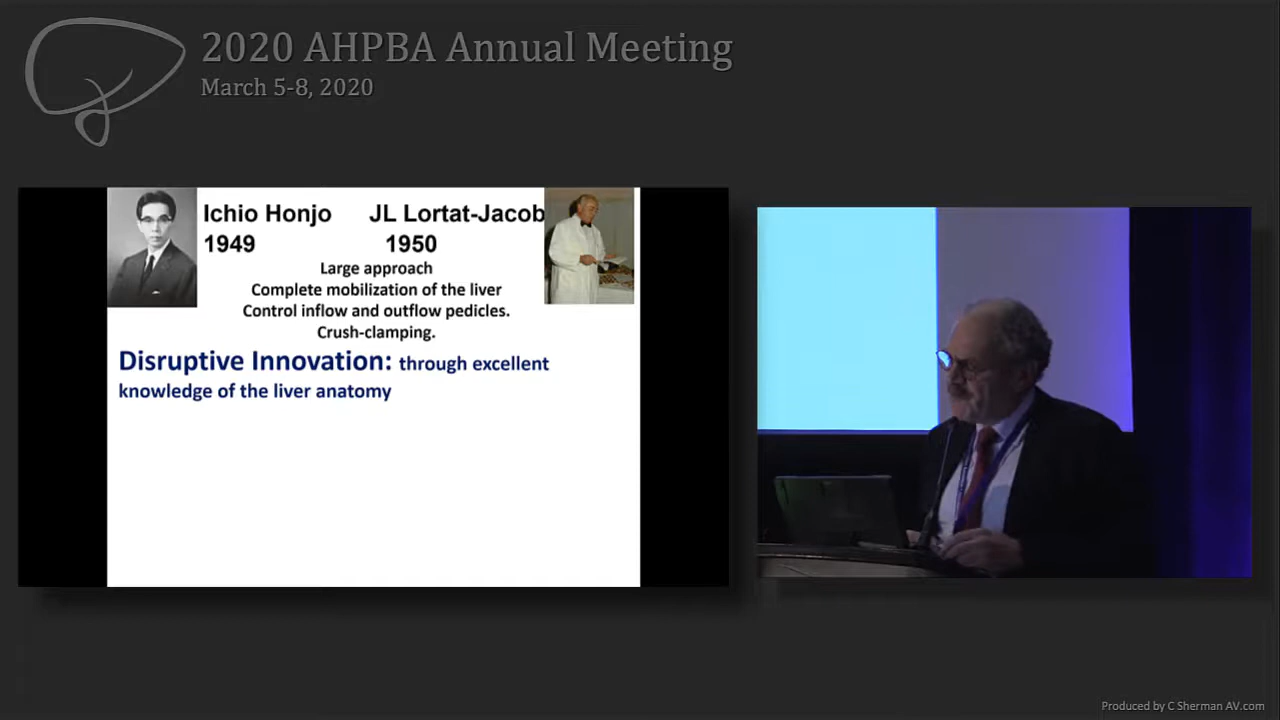 2020 AHPBA Annual Meeting
March 5-8, 2020
Ichio Honjo JL Lortat-Jacob
1949 1950
Large approach
Complete mobilization of the liver
Control inflow and outflow pedicles.
Crush-clamping.
Disruptive Innovation: through excellent
knowledge of the liver anatomy
Produced by C Sherman AV.com